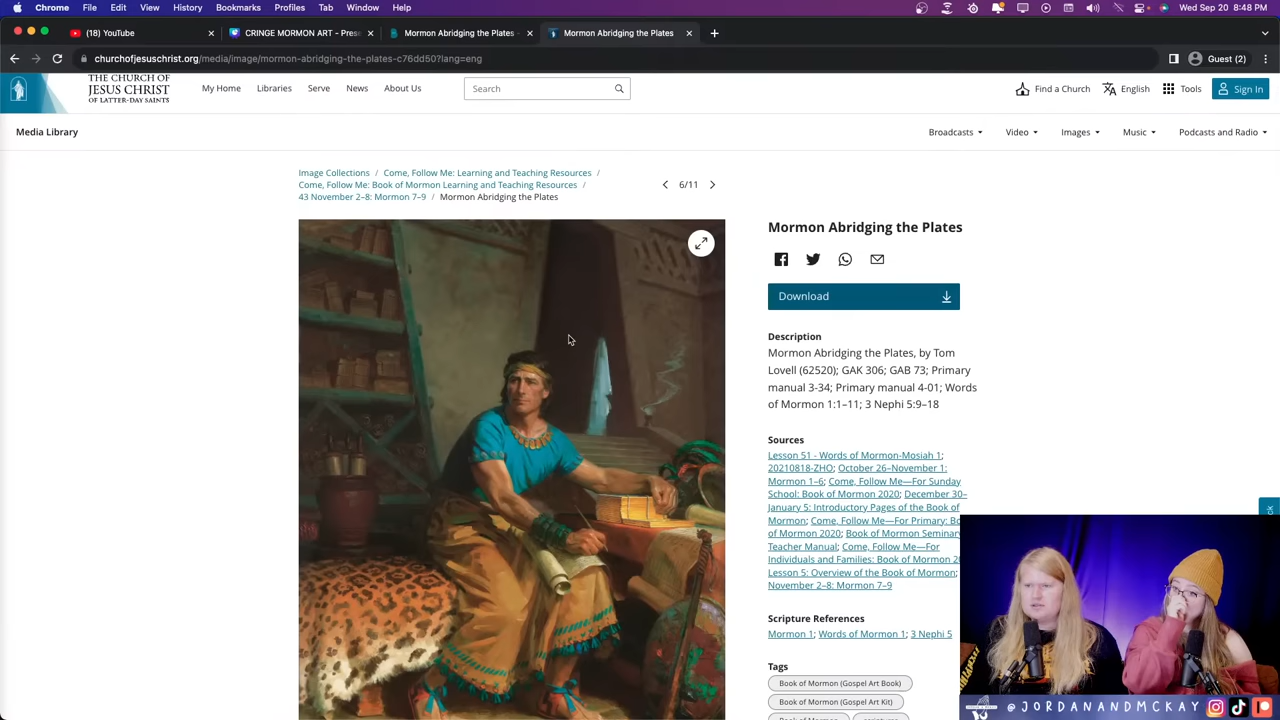 Chrome
File
Edit
View
History
Bookmarks
Profiles
Tab
Window
Help
Fri Oct 28
8:48 PM
(18) YouTube
CRINGE MORMON ART - Pres
Mormon Abridging the Plates -
Mormon Abridging the Plates
churchofjesuschrist.org/media/image/mormon-abridging-the-plates-c76dd50?lang=eng
Guest (2)
THE CHURCH OF
JESUS CHRIST
OF LATTER-DAY SAINTS
My Home
Libraries
Serve
News
About Us
Search
Find a Church
English
Tools
Sign In
Media Library
Broadcasts
Video
Images
Music
Podcasts and Radio
Image Collections / Come, Follow Me: Learning and Teaching Resources /
Come, Follow Me: Book of Mormon Learning and Teaching Resources /
43 November 2–8: Mormon 7–9 / Mormon Abridging the Plates
6/11
Mormon Abridging the Plates
Download
Description
Mormon Abridging the Plates, by Tom
Lovell (62520); GAK 306; GAB 73; Primary
manual 3-34; Primary manual 4-01; Words
of Mormon 1:1–11; 3 Nephi 5:9–18
Sources
Lesson 51 - Words of Mormon-Mosiah 1;
20210818-ZHO; October 26–November 1:
Mormon 1–6; Come, Follow Me—For Sunday
School: Book of Mormon 2020; December 30–
January 5: Introductory Pages of the Book of
Mormon; Come, Follow Me—For Primary: Bo
of Mormon 2020; Book of Mormon Seminary
Teacher Manual; Come, Follow Me—For
Individuals and Families: Book of Mormon 20
Lesson 5: Overview of the Book of Mormon;
November 2–8: Mormon 7–9
Scripture References
Mormon 1; Words of Mormon 1; 3 Nephi 5
Tags
Book of Mormon (Gospel Art Book)
Book of Mormon (Gospel Art Kit)
@JORDANANDMCKAY